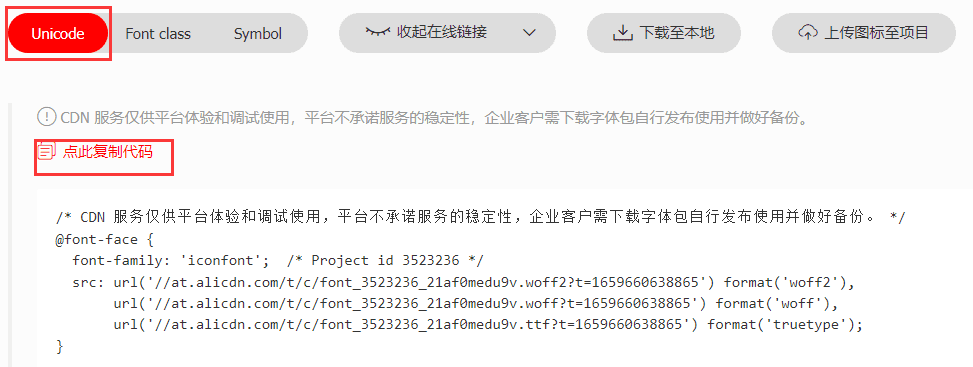 Unicode Font class Symbol 收起在线链接 下载至本地 上传图标至项目
CDN 服务仅供平台体验和调试使用，平台不承诺服务的稳定性，企业客户需下载字体包自行发布使用并做好备份。
点此复制代码
/* CDN 服务仅供平台体验和调试使用，平台不承诺服务的稳定性，企业客户需下载字体包自行发布使用并做好备份。 */
@font-face {
  font-family: 'iconfont';  /* Project id 3523236 */
  src: url('//at.alicdn.com/t/c/font_3523236_21af0medu9v.woff2?t=1659660638865') format('woff2'),
       url('//at.alicdn.com/t/c/font_3523236_21af0medu9v.woff?t=1659660638865') format('woff'),
       url('//at.alicdn.com/t/c/font_3523236_21af0medu9v.ttf?t=1659660638865') format('truetype');
}